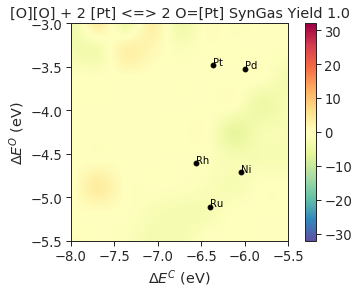 [O][O] + 2 [Pt] <=> 2 O=[Pt] SynGas Yield 1.0
−3.0
−3.5
−4.0
−4.5
−5.0
−5.5
ΔE^O (eV)
Pt
Pd
Rh
Ni
Ru
−8.0 −7.5 −7.0 −6.5 −6.0 −5.5
ΔE^C (eV)
30
20
10
0
−10
−20
−30